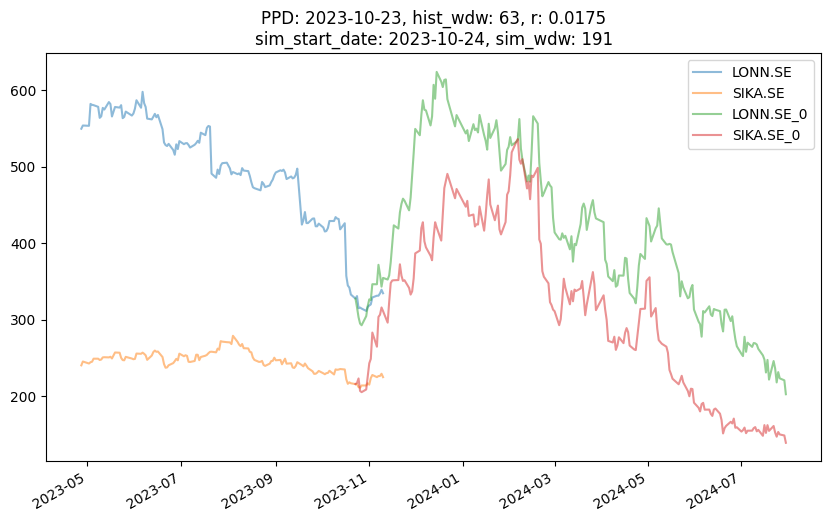 PPD: 2023-10-23, hist_wdw: 63, r: 0.0175
sim_start_date: 2023-10-24, sim_wdw: 191
LONN.SE
SIKA.SE
LONN.SE_0
SIKA.SE_0
600
500
400
300
200
2023-05
2023-07
2023-09
2023-11
2024-01
2024-03
2024-05
2024-07